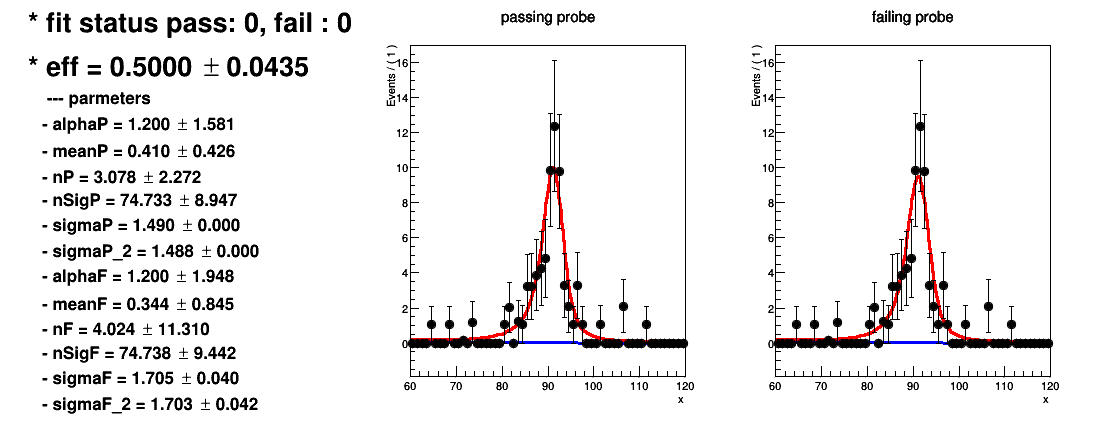 * fit status pass: 0, fail : 0
* eff = 0.5000 ± 0.0435
--- parmeters
- alphaP = 1.200 ± 1.581
- meanP = 0.410 ± 0.426
- nP = 3.078 ± 2.272
- nSigP = 74.733 ± 8.947
- sigmaP = 1.490 ± 0.000
- sigmaP_2 = 1.488 ± 0.000
- alphaF = 1.200 ± 1.948
- meanF = 0.344 ± 0.845
- nF = 4.024 ± 11.310
- nSigF = 74.738 ± 9.442
- sigmaF = 1.705 ± 0.040
- sigmaF_2 = 1.703 ± 0.042
passing probe
Events / ( 1 )
16
14
12
10
8
6
4
2
0
60 70 80 90 100 110 120
x
failing probe
Events / ( 1 )
16
14
12
10
8
6
4
2
0
60 70 80 90 100 110 120
x